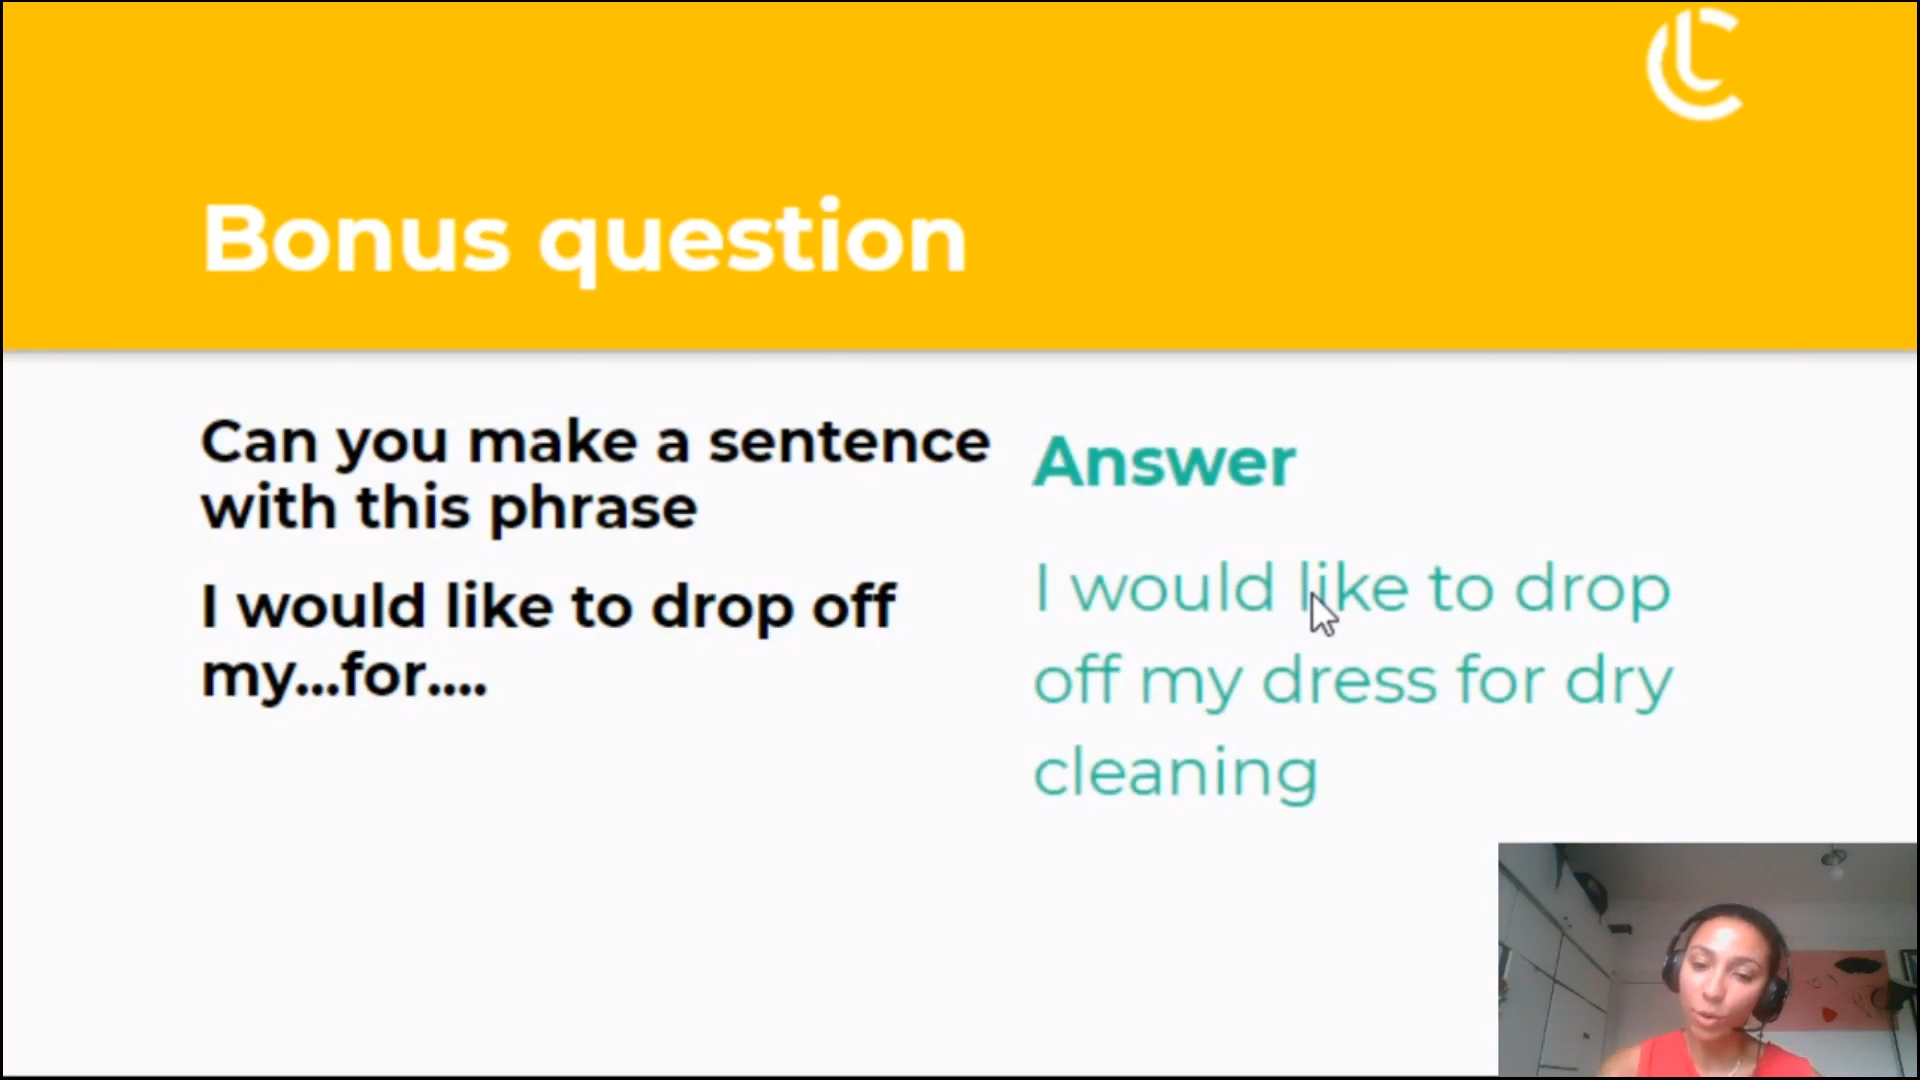 Bonus question
Can you make a sentence
with this phrase
I would like to drop off
my...for....
Answer
I would like to drop
off my dress for dry
cleaning